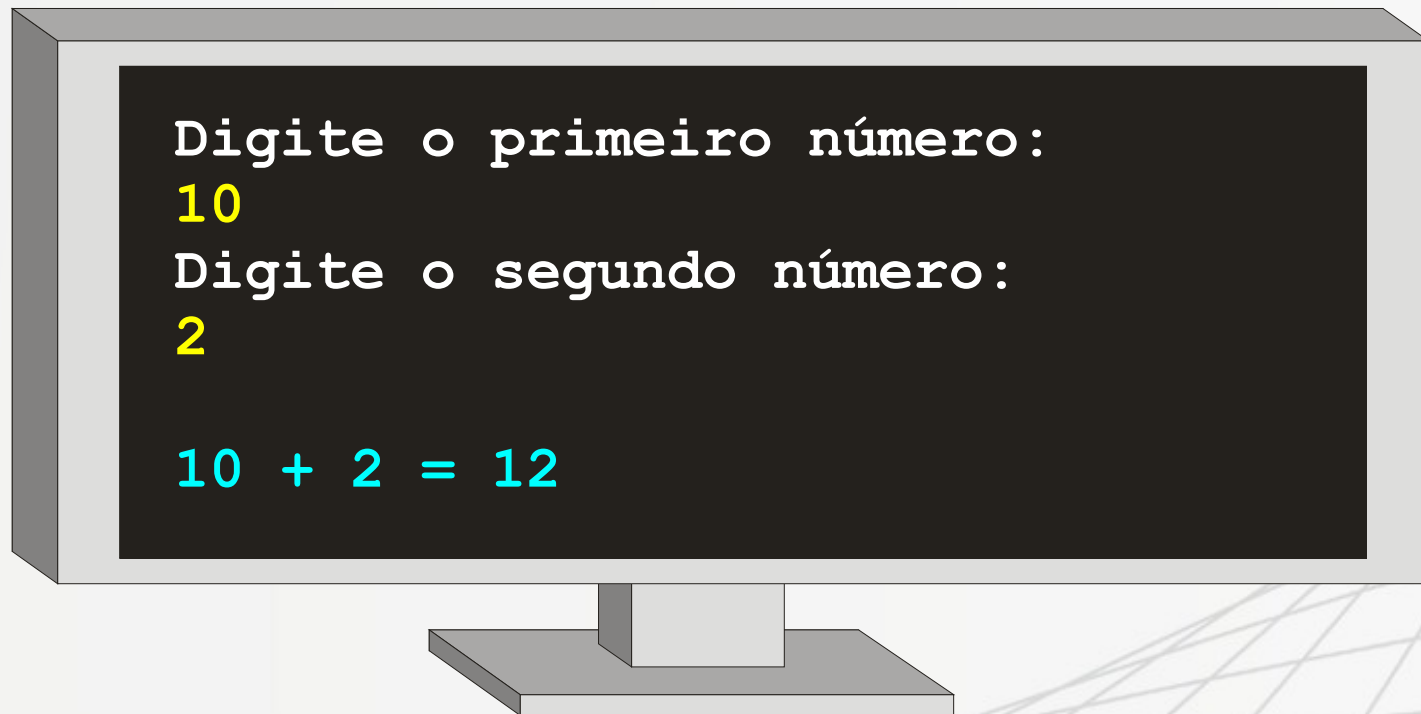 Digite o primeiro número:
10
Digite o segundo número:
2
10 + 2 = 12